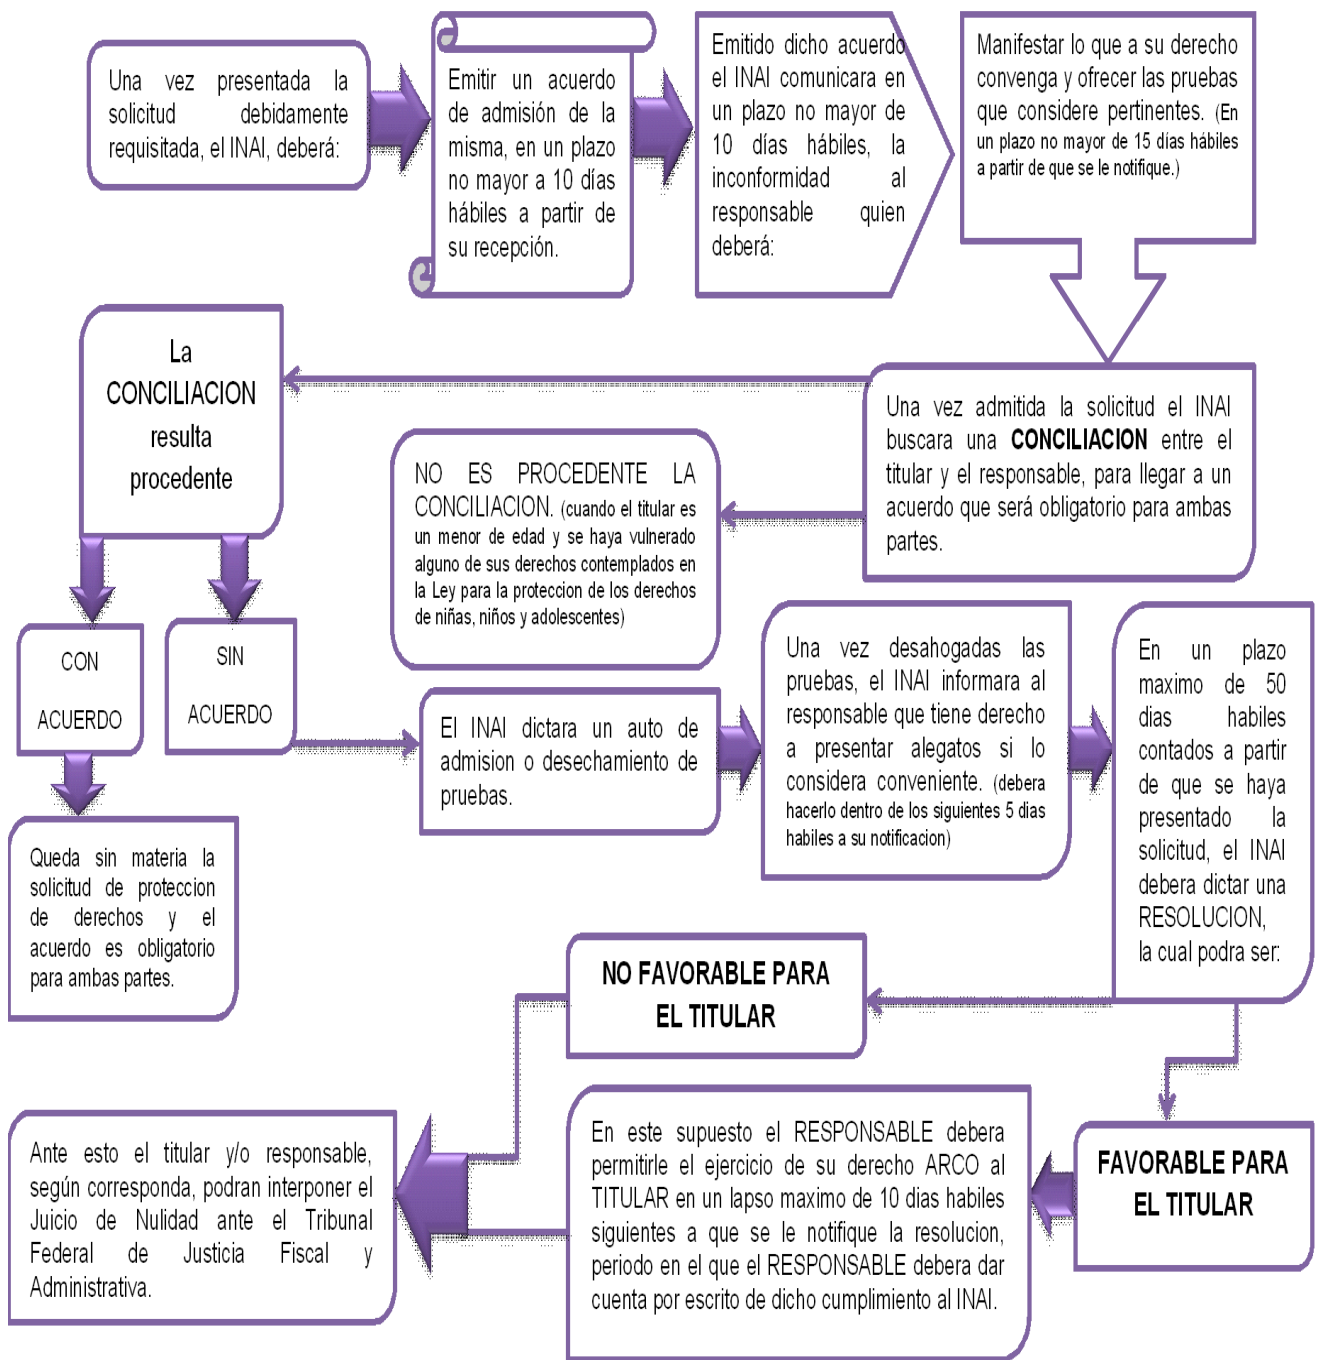 Una vez presentada la
solicitud debidamente
requisitada, el INAI, deberá:
Emitir un acuerdo
de admisión de la
misma, en un plazo
no mayor a 10 días
hábiles a partir de
su recepción.
Emitido dicho acuerdo
el INAI comunicara en
un plazo no mayor de
10 días hábiles, la
inconformidad al
responsable quien
deberá:
Manifestar lo que a su derecho
convenga y ofrecer las pruebas
que considere pertinentes. (En
un plazo no mayor de 15 días hábiles
a partir de que se le notifique.)
Una vez admitida la solicitud el INAI
buscara una CONCILIACION entre el
titular y el responsable, para llegar a un
acuerdo que será obligatorio para ambas
partes.
La
CONCILIACION
resulta
procedente
NO ES PROCEDENTE LA
CONCILIACION. (cuando el titular es
un menor de edad y se haya vulnerado
alguno de sus derechos contemplados en
la Ley para la proteccion de los derechos
de niñas, niños y adolescentes)
CON
ACUERDO
SIN
ACUERDO
Queda sin materia la
solicitud de proteccion
de derechos y el
acuerdo es obligatorio
para ambas partes.
El INAI dictara un auto de
admision o desechamiento de
pruebas.
Una vez desahogadas las
pruebas, el INAI informara al
responsable que tiene derecho
a presentar alegatos si lo
considera conveniente. (debera
hacerlo dentro de los siguientes 5 dias
habiles a su notificacion)
En un plazo
maximo de 50
dias habiles
contados a partir
de que se haya
presentado la
solicitud, el INAI
debera dictar una
RESOLUCION,
la cual podra ser:
NO FAVORABLE PARA
EL TITULAR
FAVORABLE PARA
EL TITULAR
En este supuesto el RESPONSABLE debera
permitirle el ejercicio de su derecho ARCO al
TITULAR en un lapso maximo de 10 dias habiles
siguientes a que se le notifique la resolucion,
periodo en el que el RESPONSABLE debera dar
cuenta por escrito de dicho cumplimiento al INAI.
Ante esto el titular y/o responsable,
según corresponda, podran interponer el
Juicio de Nulidad ante el Tribunal
Federal de Justicia Fiscal y
Administrativa.